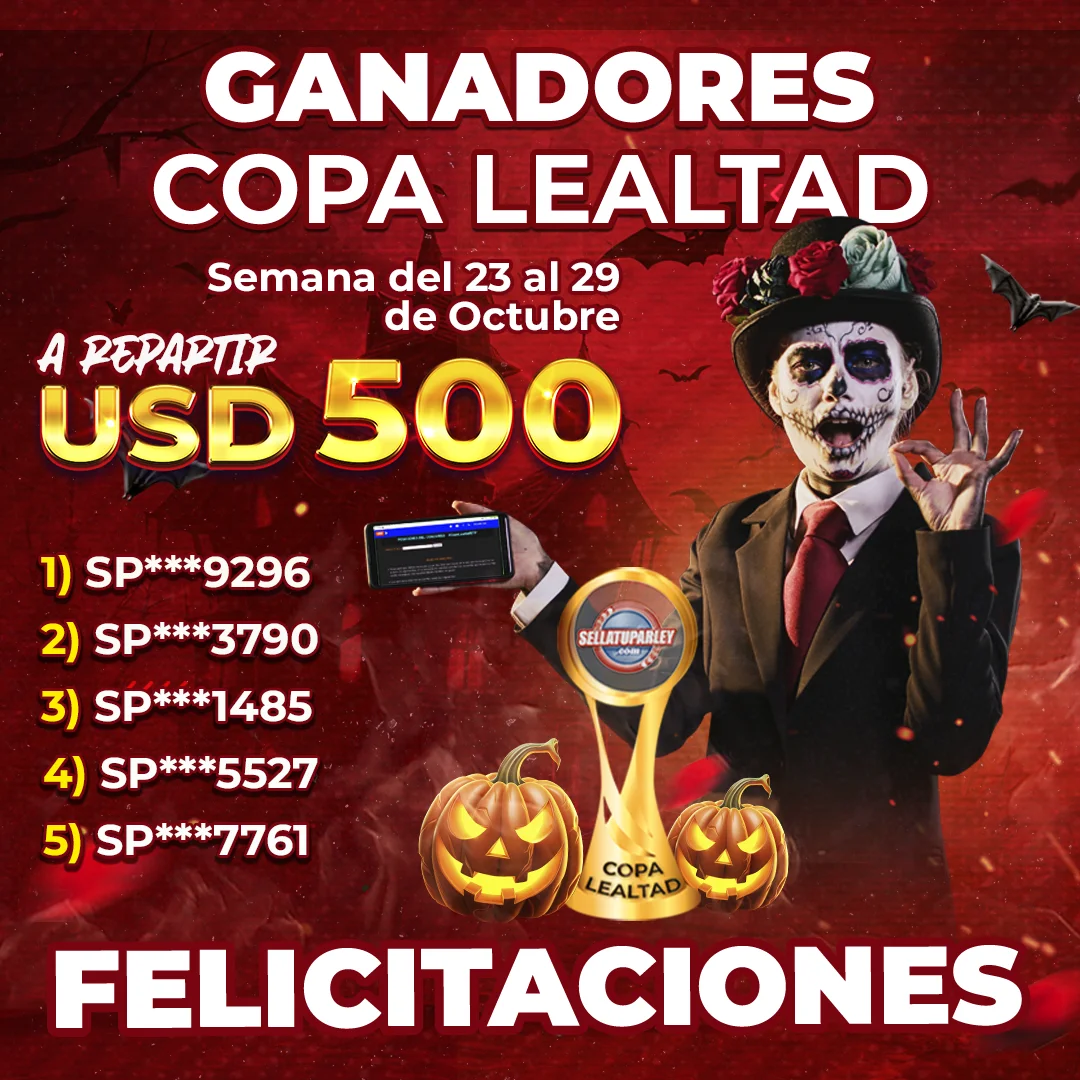 GANADORES
COPA LEALTAD
Semana del 23 al 29
de Octubre
A REPARTIR
USD 500
1) SP***9296
2) SP***3790
3) SP***1485
4) SP***5527
5) SP***7761
SELLATUPARLEY
.com
COPA
LEALTAD
FELICITACIONES